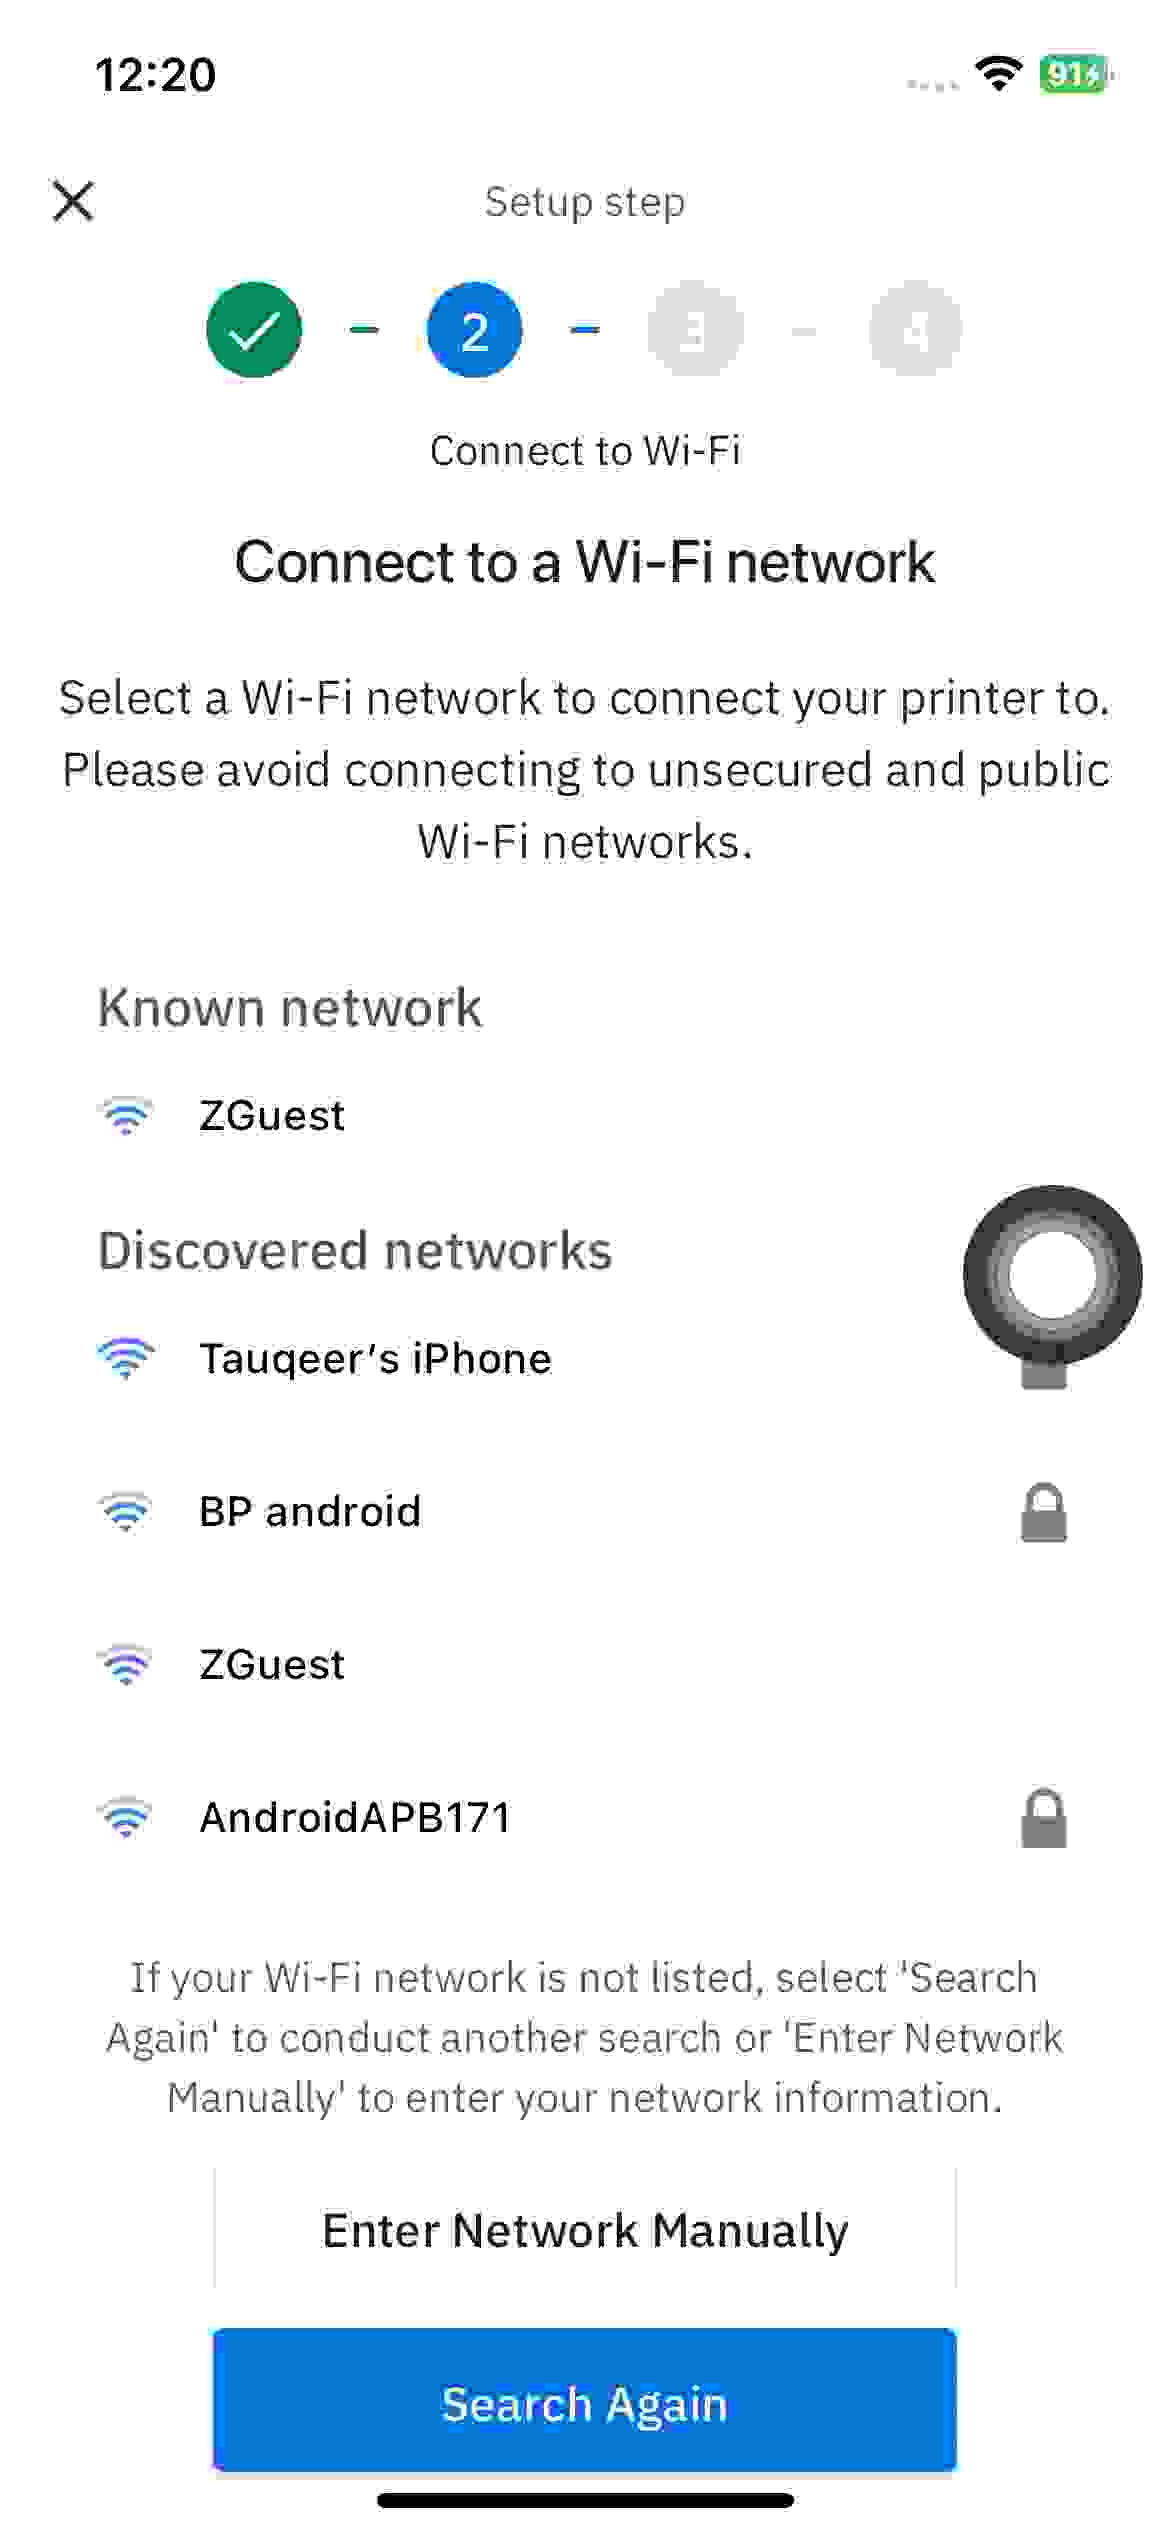 12:20
91
Setup step
2
3
4
Connect to Wi-Fi
Connect to a Wi-Fi network
Select a Wi-Fi network to connect your printer to.
Please avoid connecting to unsecured and public
Wi-Fi networks.
Known network
ZGuest
Discovered networks
Tauqeer's iPhone
BP android
ZGuest
AndroidAPB171
If your Wi-Fi network is not listed, select 'Search
Again' to conduct another search or 'Enter Network
Manually' to enter your network information.
Enter Network Manually
Search Again